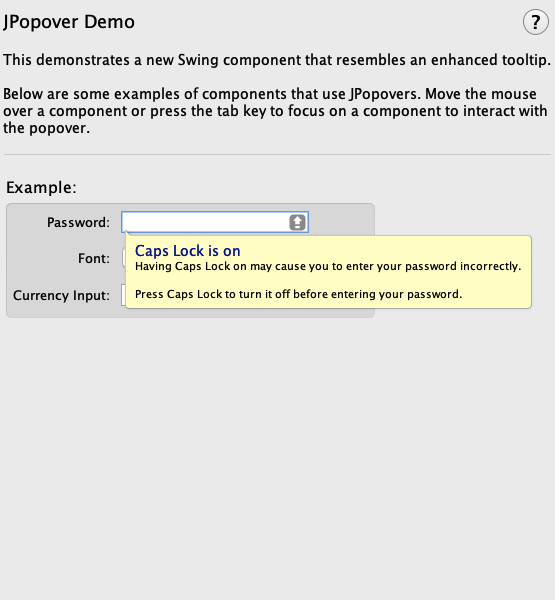 JPopover Demo
?
This demonstrates a new Swing component that resembles an enhanced tooltip.
Below are some examples of components that use JPopovers. Move the mouse
over a component or press the tab key to focus on a component to interact with
the popover.
Example:
Password:
Caps Lock is on
Having Caps Lock on may cause you to enter your password incorrectly.
Font:
Press Caps Lock to turn it off before entering your password.
Currency Input: